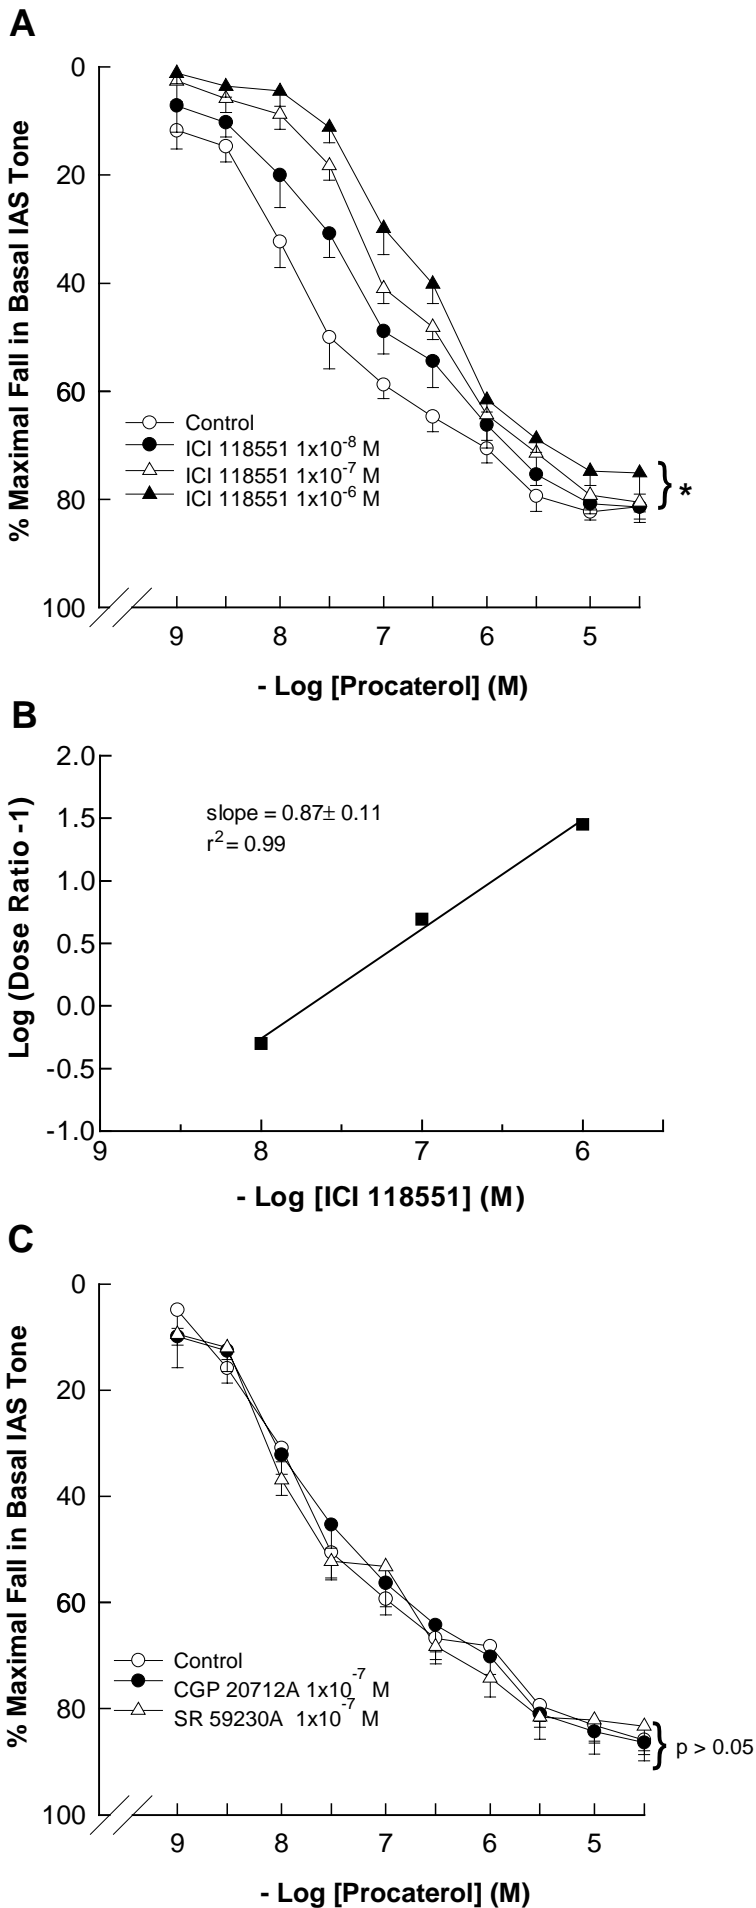 A
% Maximal Fall in Basal IAS Tone
0
20
40
60
80
100
Control
ICI 118551 1x10⁻⁸ M
ICI 118551 1x10⁻⁷ M
ICI 118551 1x10⁻⁶ M
} *
9 8 7 6 5
- Log [Procaterol] (M)
B
Log (Dose Ratio -1)
2.0
1.5
1.0
0.5
0.0
-0.5
-1.0
slope = 0.87± 0.11
r² = 0.99
9 8 7 6
- Log [ICI 118551] (M)
C
% Maximal Fall in Basal IAS Tone
0
20
40
60
80
100
Control
CGP 20712A 1x10⁻⁷ M
SR 59230A 1x10⁻⁷ M
} p > 0.05
9 8 7 6 5
- Log [Procaterol] (M)